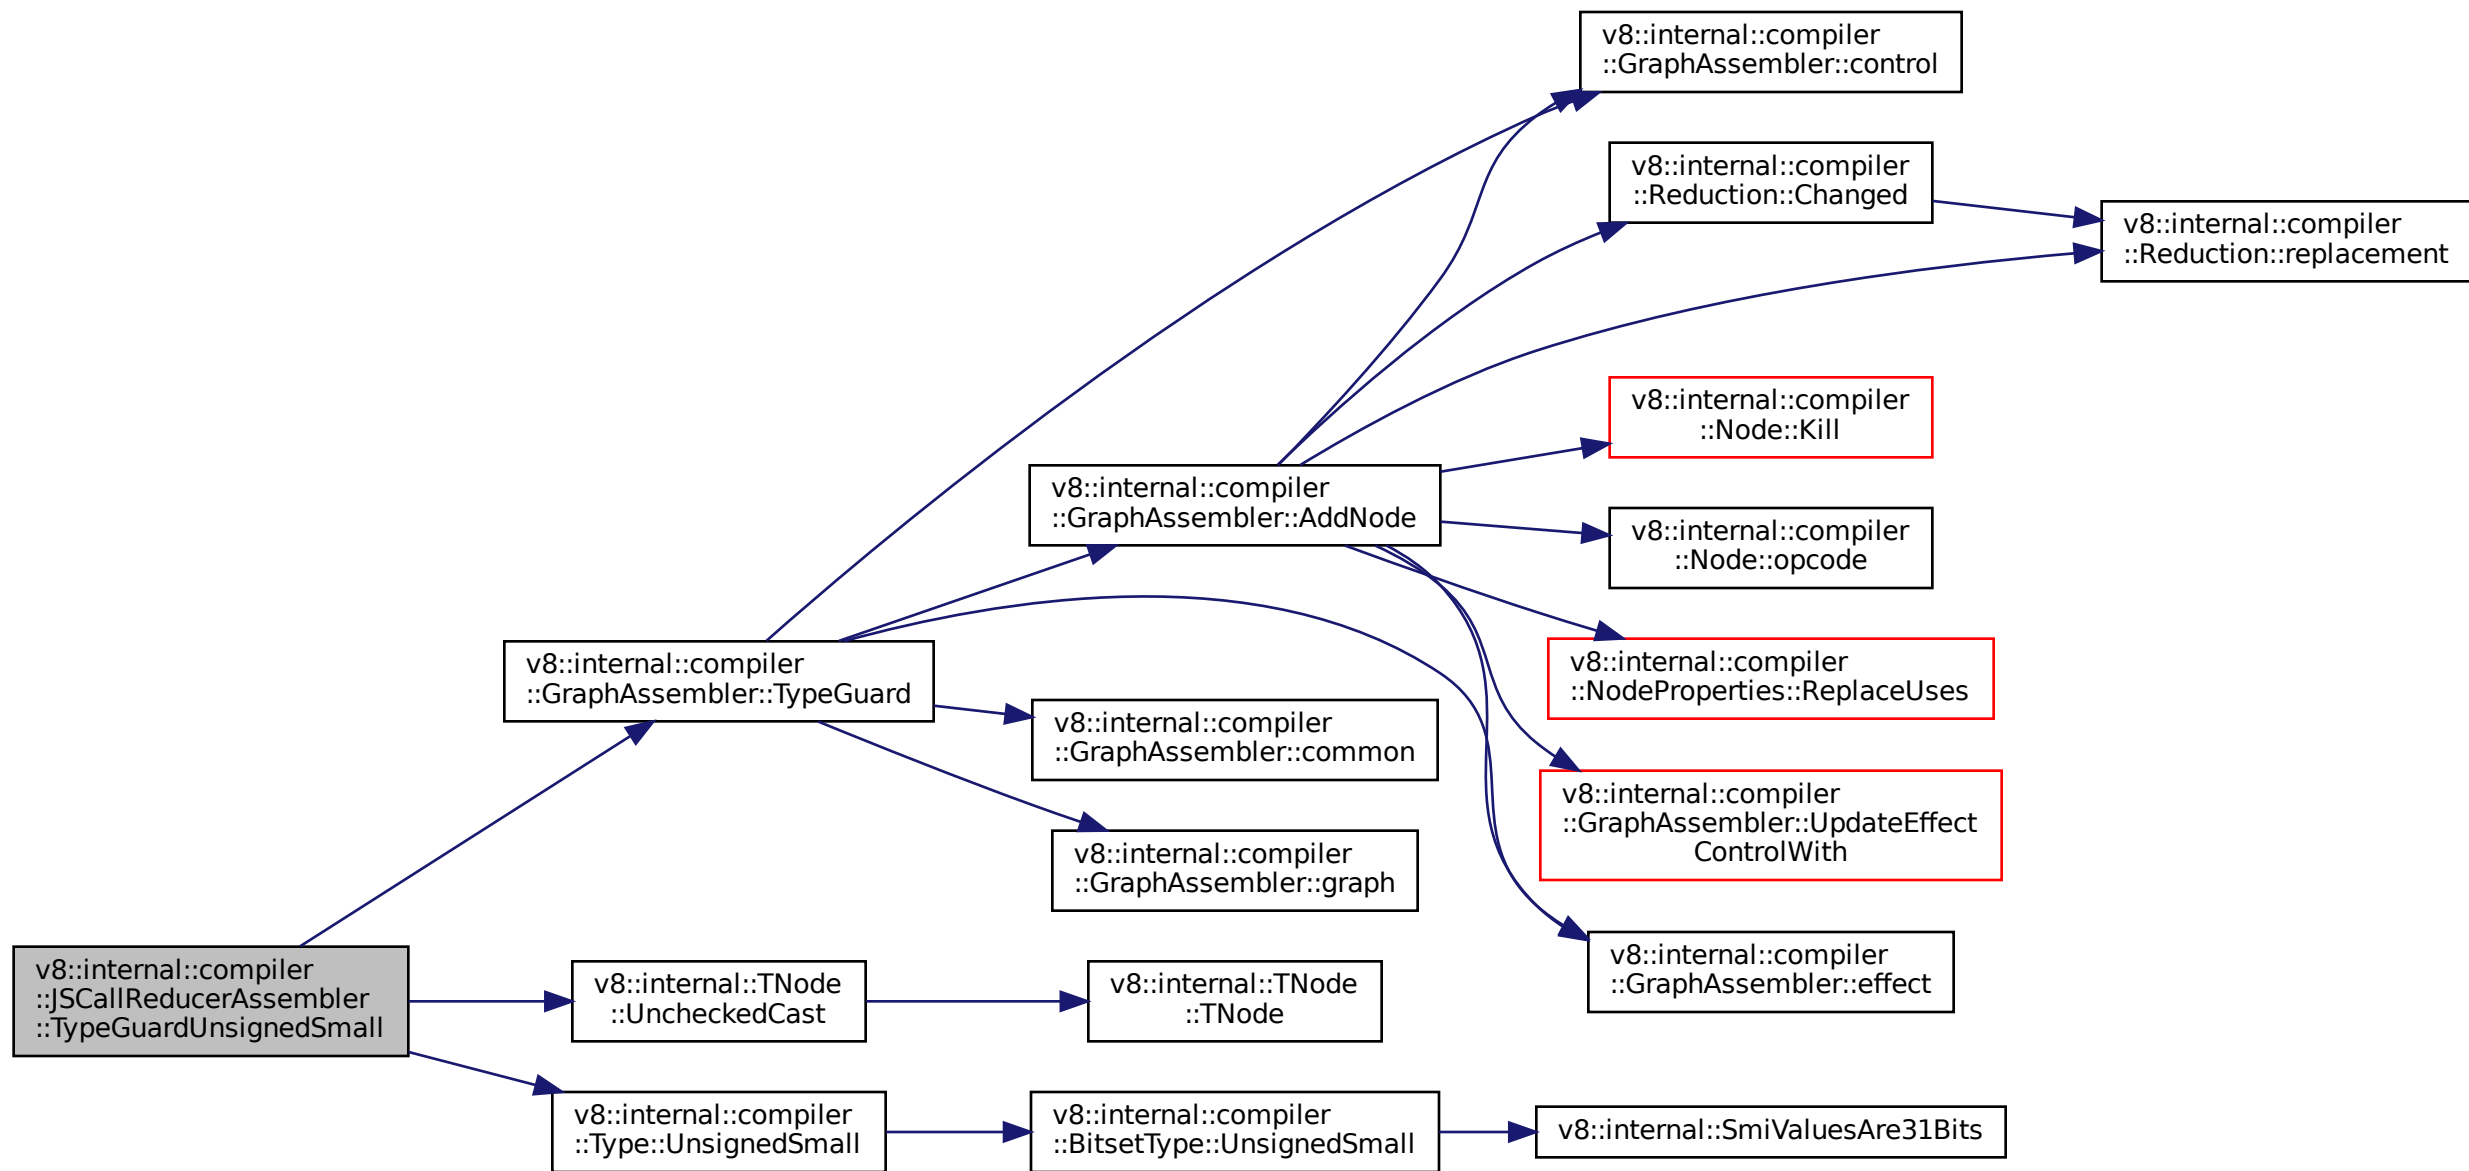 v8::internal::compiler
::GraphAssembler::control
v8::internal::compiler
::Reduction::Changed
v8::internal::compiler
::Reduction::replacement
v8::internal::compiler
::Node::Kill
v8::internal::compiler
::GraphAssembler::AddNode
v8::internal::compiler
::Node::opcode
v8::internal::compiler
::NodeProperties::ReplaceUses
v8::internal::compiler
::GraphAssembler::TypeGuard
v8::internal::compiler
::GraphAssembler::common
v8::internal::compiler
::GraphAssembler::UpdateEffect
ControlWith
v8::internal::compiler
::GraphAssembler::graph
v8::internal::compiler
::GraphAssembler::effect
v8::internal::compiler
::JSCallReducerAssembler
::TypeGuardUnsignedSmall
v8::internal::TNode
::UncheckedCast
v8::internal::TNode
::TNode
v8::internal::compiler
::Type::UnsignedSmall
v8::internal::compiler
::BitsetType::UnsignedSmall
v8::internal::SmiValuesAre31Bits